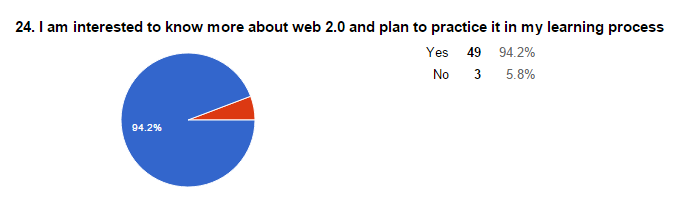 24. I am interested to know more about web 2.0 and plan to practice it in my learning process
Yes 49 94.2%
No 3 5.8%
94.2%